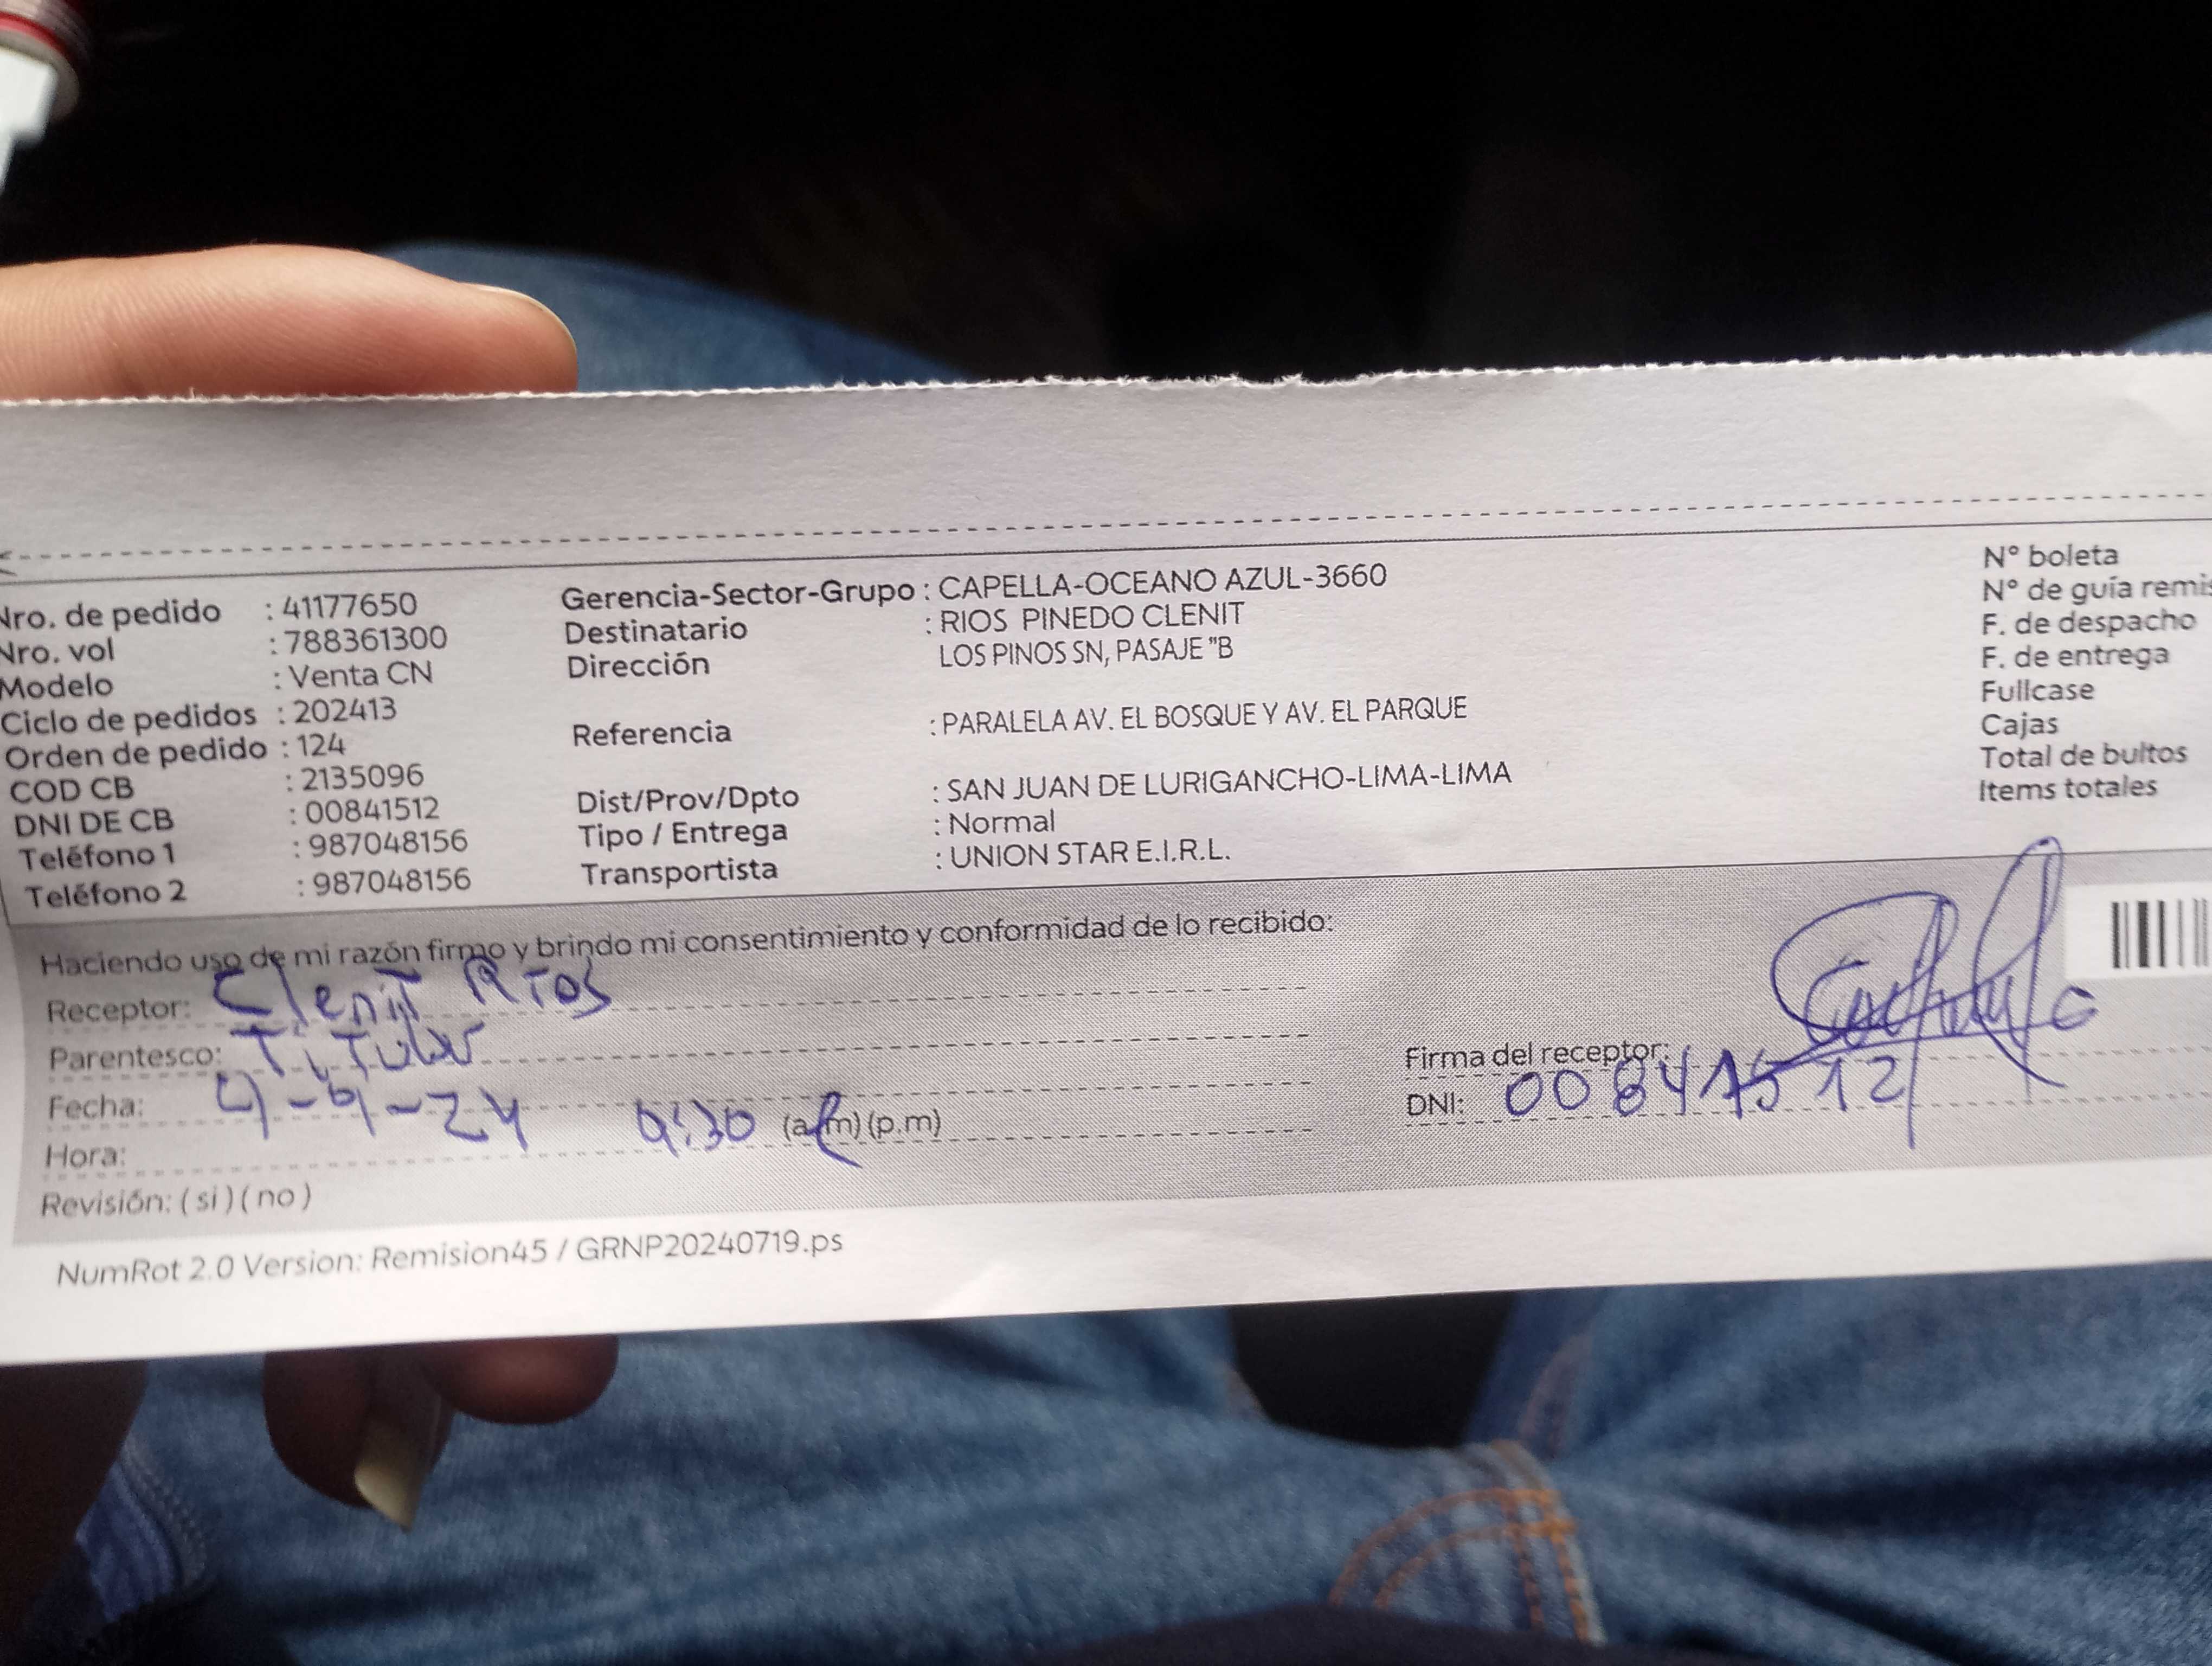 Nro. de pedido : 41177650
Nro. vol : 788361300
Modelo : Venta CN
Ciclo de pedidos : 202413
Orden de pedido : 124
COD CB : 2135096
DNI DE CB : 00841512
Teléfono 1 : 987048156
Teléfono 2 : 987048156
Gerencia-Sector-Grupo : CAPELLA-OCEANO AZUL-3660
Destinatario : RIOS PINEDO CLENIT
Dirección LOS PINOS SN, PASAJE "B
Referencia : PARALELA AV. EL BOSQUE Y AV. EL PARQUE
Dist/Prov/Dpto : SAN JUAN DE LURIGANCHO-LIMA-LIMA
Tipo / Entrega : Normal
Transportista : UNION STAR E.I.R.L.
N° boleta
N° de guía remis
F. de despacho
F. de entrega
Fullcase
Cajas
Total de bultos
Items totales
Haciendo uso de mi razón firmo y brindo mi consentimiento y conformidad de lo recibido:
Receptor: Clenit Rios
Parentesco: Titular
Fecha: 4-9-24 9:30 (a.m) (p.m)
Hora:
Revisión: ( si ) ( no )
Firma del receptor:
DNI: 00841512
NumRot 2.0 Version: Remision45 / GRNP20240719.ps